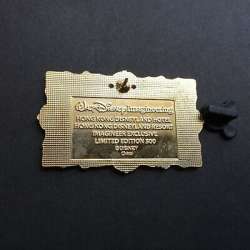 Walt Disney Imagineering
HONG KONG DISNEYLAND HOTEL
HONG KONG DISNEYLAND RESORT
IMAGINEER EXCLUSIVE
LIMITED EDITION 300
©DISNEY